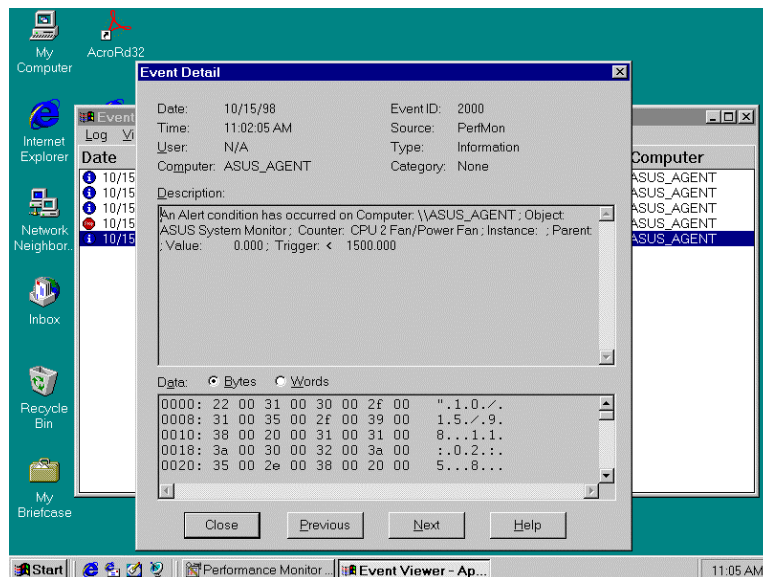 My
Computer
AcroRd32
Internet
Explorer
Network
Neighbor..
Inbox
Recycle
Bin
My
Briefcase
Event
Log Vi
Date
Computer
10/15 ASUS_AGENT
10/15 ASUS_AGENT
10/15 ASUS_AGENT
10/15 ASUS_AGENT
10/15 ASUS_AGENT
Event Detail
Date: 10/15/98 Event ID: 2000
Time: 11:02:05 AM Source: PerfMon
User: N/A Type: Information
Computer: ASUS_AGENT Category: None
Description:
An Alert condition has occurred on Computer: \\ASUS_AGENT ; Object:
ASUS System Monitor ; Counter: CPU 2 Fan/Power Fan ; Instance: ; Parent:
; Value: 0.000 ; Trigger: < 1500.000
Data: Bytes Words
0000: 22 00 31 00 30 00 2f 00 ".1.0./.
0008: 31 00 35 00 2f 00 39 00 1.5./.9.
0010: 38 00 20 00 31 00 31 00 8...1.1.
0018: 3a 00 30 00 32 00 3a 00 :.0.2.:.
0020: 35 00 2e 00 38 00 20 00 5...8...
Close Previous Next Help
Start Performance Monitor ... Event Viewer - Ap... 11:05 AM